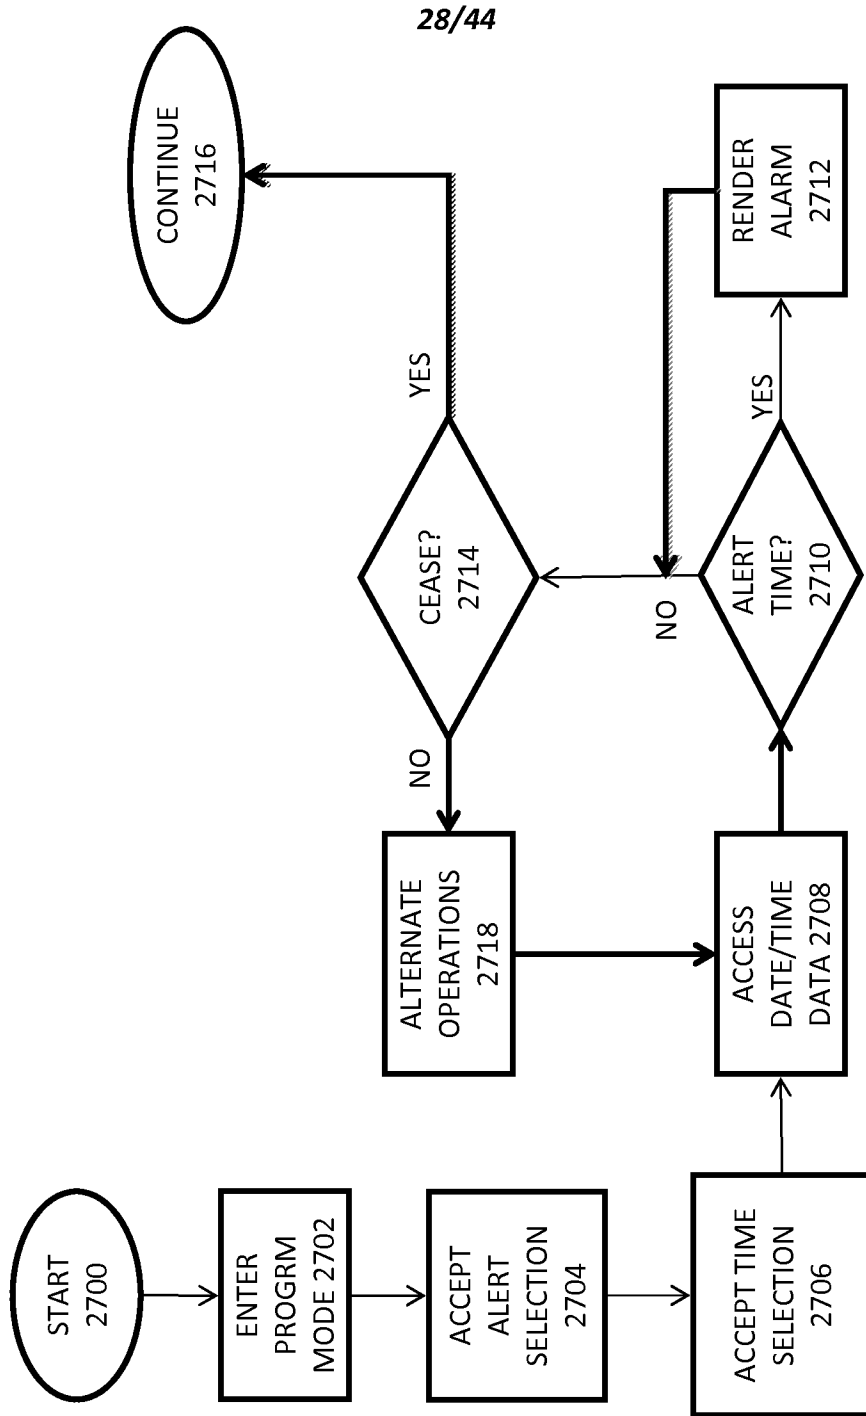 28/44
START
2700
ENTER
PROGRM
MODE 2702
ACCEPT
ALERT
SELECTION
2704
ACCEPT TIME
SELECTION
2706
ACCESS
DATE/TIME
DATA 2708
ALERT
TIME?
2710
YES
RENDER
ALARM
2712
NO
CEASE?
2714
YES
CONTINUE
2716
NO
ALTERNATE
OPERATIONS
2718